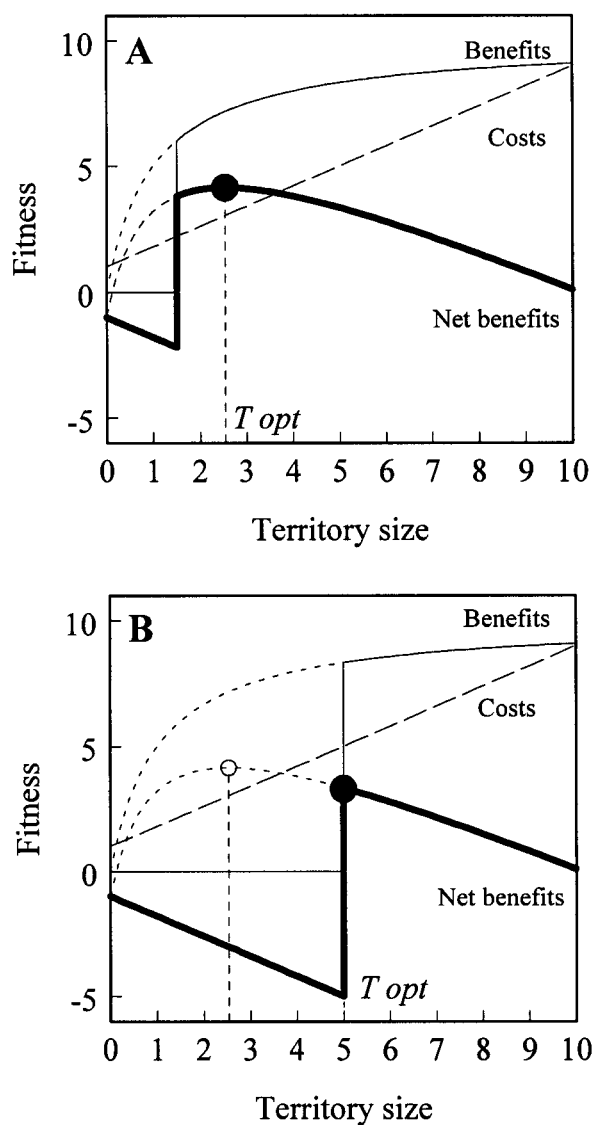 A
Benefits
Costs
Net benefits
T opt
10
5
0
-5
Fitness
0 1 2 3 4 5 6 7 8 9 10
Territory size
B
Benefits
Costs
Net benefits
T opt
10
5
0
-5
Fitness
0 1 2 3 4 5 6 7 8 9 10
Territory size